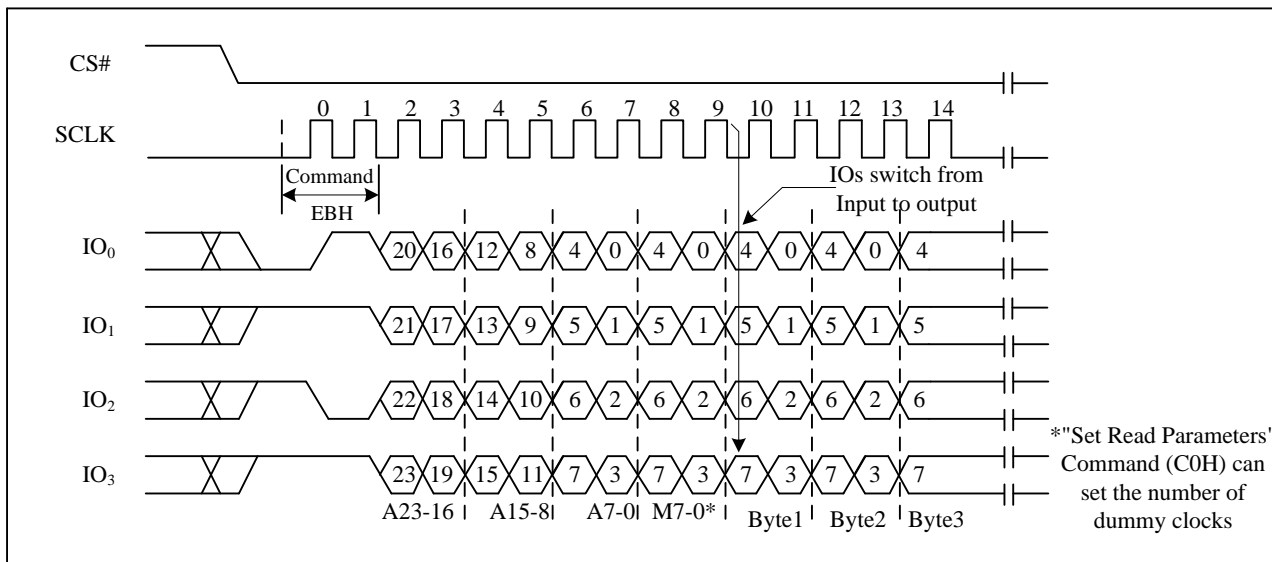 CS#
0 1 2 3 4 5 6 7 8 9 10 11 12 13 14
SCLK
Command
EBH
IOs switch from
Input to output
IO0 20 16 12 8 4 0 4 0 4 0 4 0 4
IO1 21 17 13 9 5 1 5 1 5 1 5 1 5
IO2 22 18 14 10 6 2 6 2 6 2 6 2 6
IO3 23 19 15 11 7 3 7 3 7 3 7 3 7
A23-16 A15-8 A7-0 M7-0* Byte1 Byte2 Byte3
*"Set Read Parameters"
Command (C0H) can
set the number of
dummy clocks